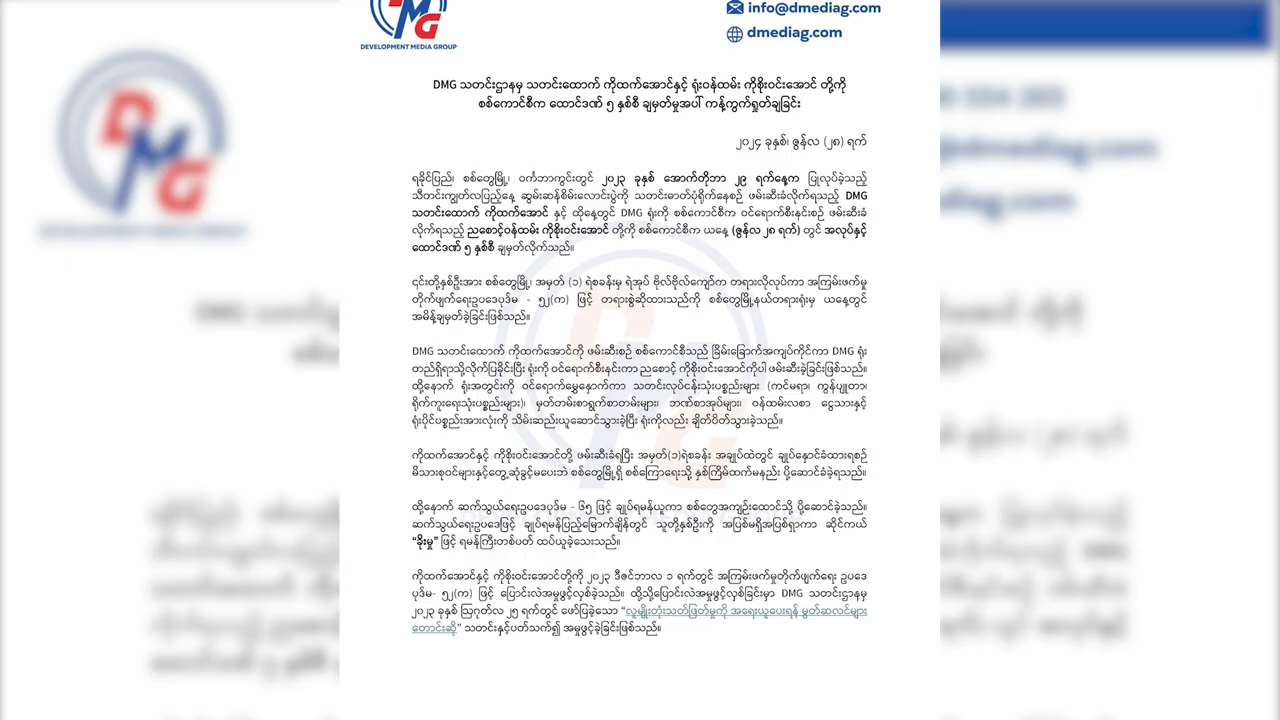 DMG
DEVELOPMENT MEDIA GROUP
info@dmediag.com
dmediag.com
DMG သတင်းဌာနမှ သတင်းထောက် ကိုထက်အောင်နှင့် ရုံးဝန်ထမ်း ကိုစိုးဝင်းအောင် တို့ကို
စစ်ကောင်စီက ထောင်ဒဏ် ၅ နှစ်စီ ချမှတ်မှုအပေါ် ကန့်ကွက်ရှုတ်ချခြင်း
၂၀၂၄ ခုနှစ်၊ ဇွန်လ (၂၈) ရက်
ရခိုင်ပြည်၊ စစ်တွေမြို့၊ ဝင်္ကဘာကွင်းတွင် ၂၀၂၃ ခုနှစ် အောက်တိုဘာ ၂၉ ရက်နေ့က ပြုလုပ်ခဲ့သည့်
သီတင်းကျွတ်လပြည့်နေ့ ဆွမ်းဆန်စိမ်းလောင်းပွဲကို သတင်းဓာတ်ပုံရိုက်နေစဉ် ဖမ်းဆီးခံလိုက်ရသည့် DMG
သတင်းထောက် ကိုထက်အောင် နှင့် ထိုနေ့တွင် DMG ရုံးကို စစ်ကောင်စီက ဝင်ရောက်စီးနင်းစဉ် ဖမ်းဆီးခံ
လိုက်ရသည့် ညစောင့်ဝန်ထမ်း ကိုစိုးဝင်းအောင် တို့ကို စစ်ကောင်စီက ယနေ့ (ဇွန်လ ၂၈ ရက်) တွင် အလုပ်နှင့်
ထောင်ဒဏ် ၅ နှစ်စီ ချမှတ်လိုက်သည်။
၎င်းတို့နှစ်ဦးအား စစ်တွေမြို့၊ အမှတ် (၁) ရဲစခန်းမှ ရဲအုပ် ဗိုလ်ဗိုလ်ကျော်က တရားလိုလုပ်ကာ အကြမ်းဖက်မှု
တိုက်ဖျက်ရေးဥပဒေပုဒ်မ - ၅၂(က) ဖြင့် တရားစွဲဆိုထားသည်ကို စစ်တွေမြို့နယ်တရားရုံးမှ ယနေ့တွင်
အမိန့်ချမှတ်ခဲ့ခြင်းဖြစ်သည်။
DMG သတင်းထောက် ကိုထက်အောင်ကို ဖမ်းဆီးစဉ် စစ်ကောင်စီသည် ခြိမ်းခြောက်အကျပ်ကိုင်ကာ DMG ရုံး
တည်ရှိရာသို့လိုက်ပြခိုင်းပြီး ရုံးကို ဝင်ရောက်စီးနင်းကာ ညစောင့် ကိုစိုးဝင်းအောင်ကိုပါ ဖမ်းဆီးခဲ့ခြင်းဖြစ်သည်။
ထို့နောက် ရုံးအတွင်းကို ဝင်ရောက်မွှေနှောက်ကာ သတင်းလုပ်ငန်းသုံးပစ္စည်းများ (ကင်မရာ၊ ကွန်ပျူတာ၊
ရိုက်ကူးရေးသုံးပစ္စည်းများ)၊ မှတ်တမ်းစာရွက်စာတမ်းများ၊ ဘဏ်စာအုပ်များ၊ ဝန်ထမ်းလစာ ငွေသားနှင့်
ရုံးပိုင်ပစ္စည်းအားလုံးကို သိမ်းဆည်းယူဆောင်သွားခဲ့ပြီး ရုံးကိုလည်း ချိတ်ပိတ်သွားခဲ့သည်။
ကိုထက်အောင်နှင့် ကိုစိုးဝင်းအောင်တို့ ဖမ်းဆီးခံရပြီး အမှတ်(၁)ရဲစခန်း အချုပ်ထဲတွင် ချုပ်နှောင်ခံထားရစဉ်
မိသားစုဝင်များနှင့်တွေ့ဆုံခွင့်မပေးဘဲ စစ်တွေမြို့ရှိ စစ်ကြောရေးသို့ နှစ်ကြိမ်ထက်မနည်း ပို့ဆောင်ခံခဲ့ရသည်။
ထို့နောက် ဆက်သွယ်ရေးဥပဒေပုဒ်မ - ၆၅ ဖြင့် ချုပ်ရမန်ယူကာ စစ်တွေအကျဉ်းထောင်သို့ ပို့ဆောင်ခဲ့သည်။
ဆက်သွယ်ရေးဥပဒေဖြင့် ချုပ်ရမန်ပြည့်မြောက်ချိန်တွင် သူတို့နှစ်ဦးကို အပြစ်မရှိအပြစ်ရှာကာ ဆိုင်ကယ်
“ခိုးမှု” ဖြင့် ရမန်ကြီးတစ်ပတ် ထပ်ယူခဲ့သေးသည်။
ကိုထက်အောင်နှင့် ကိုစိုးဝင်းအောင်တို့ကို ၂၀၂၃ ဒီဇင်ဘာလ ၁ ရက်တွင် အကြမ်းဖက်မှုတိုက်ဖျက်ရေး ဥပဒေ
ပုဒ်မ- ၅၂(က) ဖြင့် ပြောင်းလဲအမှုဖွင့်လှစ်ခဲ့သည်။ ထိုသို့ပြောင်းလဲအမှုဖွင့်လှစ်ခြင်းမှာ DMG သတင်းဌာနမှ
၂၀၂၃ ခုနှစ် ဩဂုတ်လ ၂၅ ရက်တွင် ဖော်ပြခဲ့သော “လူမျိုးတုံးသတ်ဖြတ်မှုကို အရေးယူပေးရန် မွတ်ဆလင်များ
တောင်းဆို” သတင်းနှင့်ပတ်သက်၍ အမှုဖွင့်ခဲ့ခြင်းဖြစ်သည်။